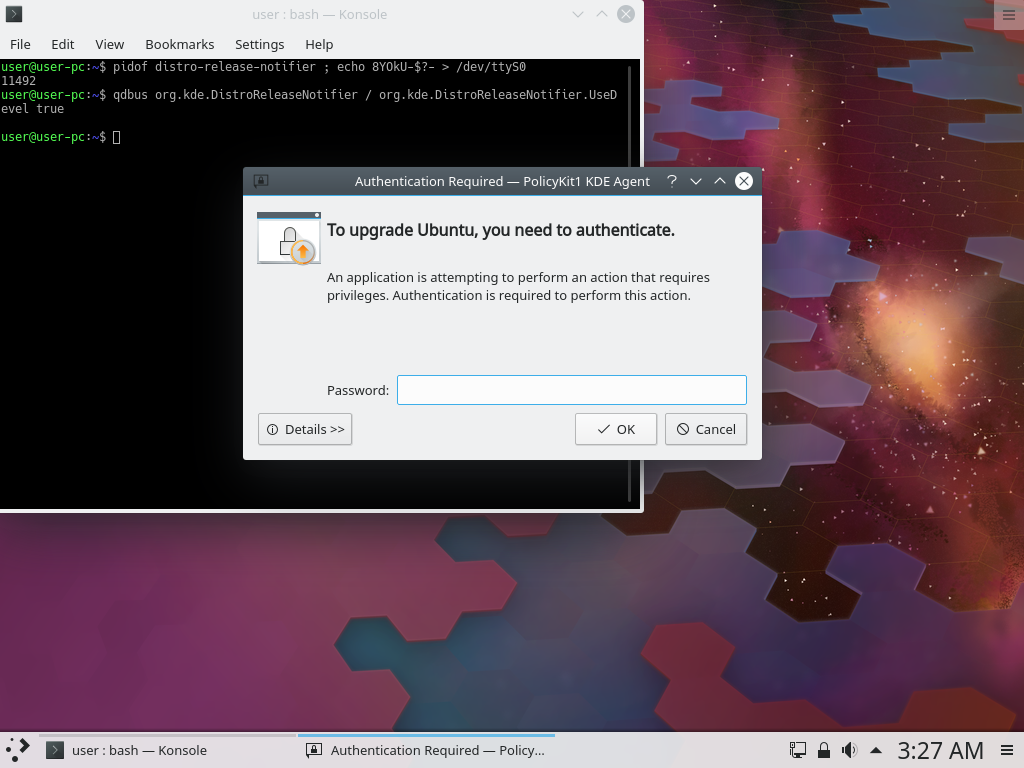 user : bash — Konsole
File Edit View Bookmarks Settings Help
user@user-pc:~$ pidof distro-release-notifier ; echo 8YOkU-$?- > /dev/ttyS0
11492
user@user-pc:~$ qdbus org.kde.DistroReleaseNotifier / org.kde.DistroReleaseNotifier.UseD
evel true
user@user-pc:~$
Authentication Required — PolicyKit1 KDE Agent
To upgrade Ubuntu, you need to authenticate.
An application is attempting to perform an action that requires
privileges. Authentication is required to perform this action.
Password:
Details >> OK Cancel
user : bash — Konsole Authentication Required — Policy... 3:27 AM